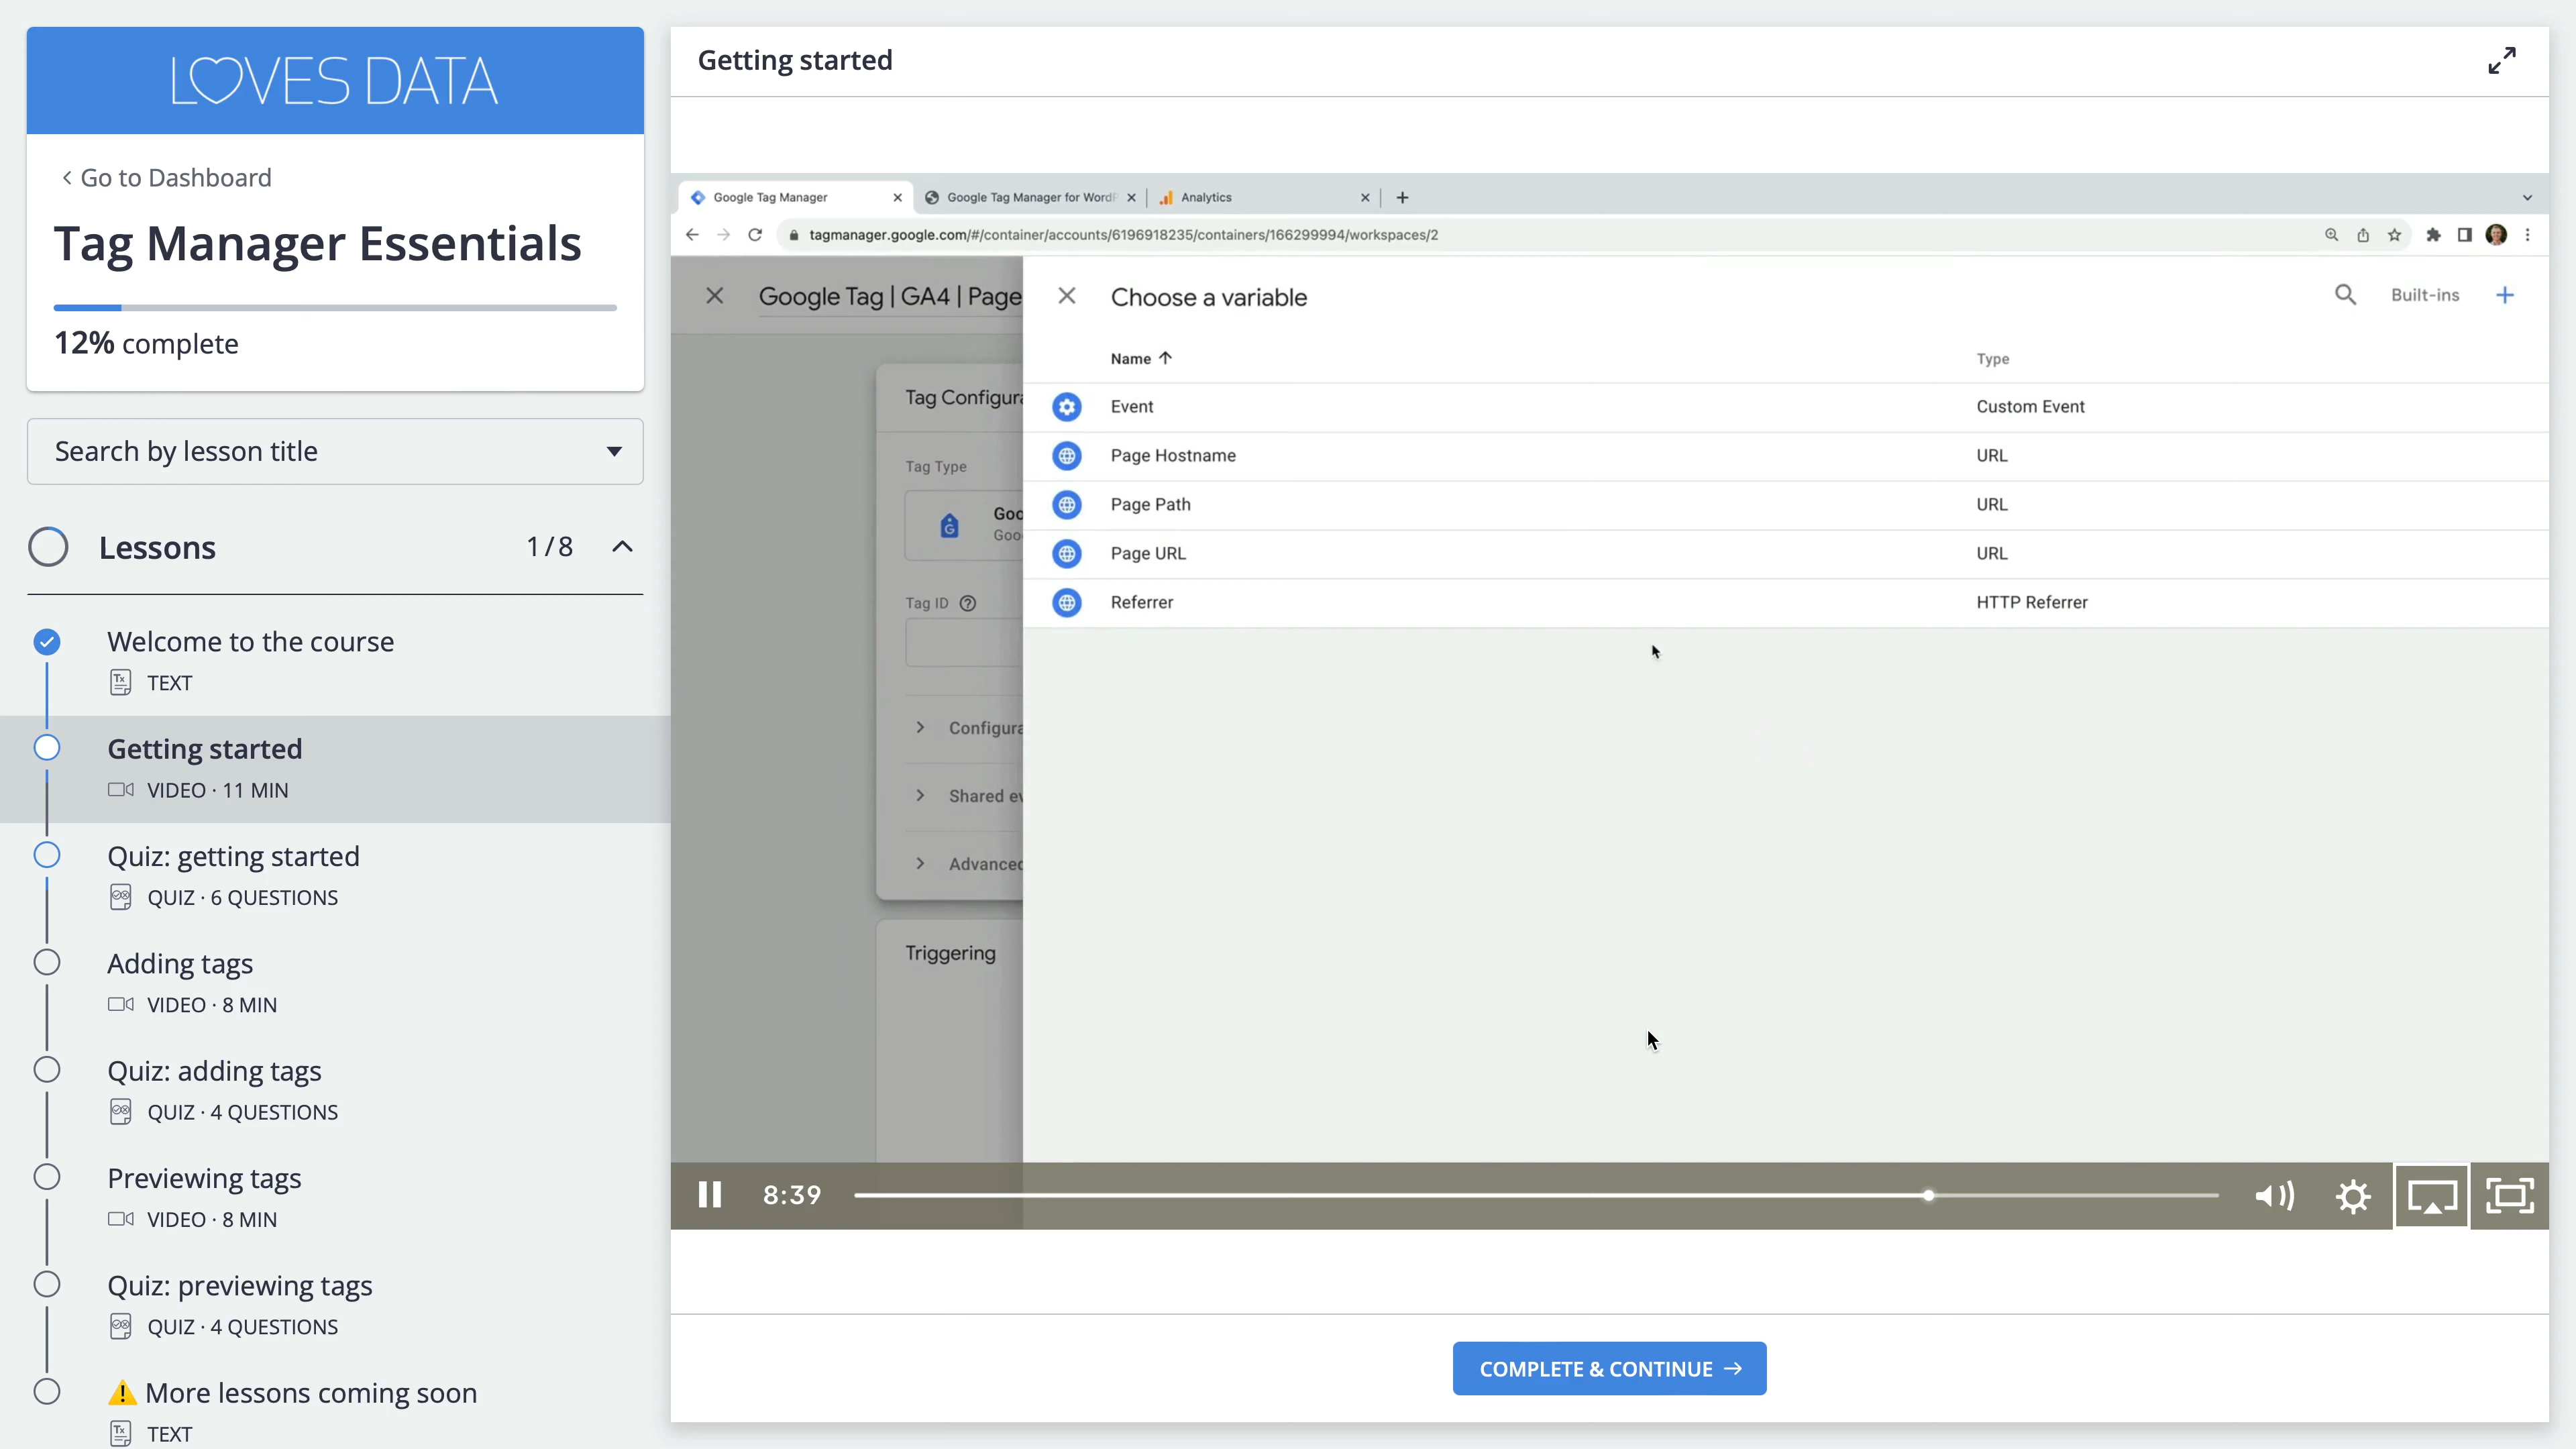 LOVES DATA
Go to Dashboard
Tag Manager Essentials
12% complete
Search by lesson title
Lessons 1 / 8
Welcome to the course
TEXT
Getting started
VIDEO · 11 MIN
Quiz: getting started
QUIZ · 6 QUESTIONS
Adding tags
VIDEO · 8 MIN
Quiz: adding tags
QUIZ · 4 QUESTIONS
Previewing tags
VIDEO · 8 MIN
Quiz: previewing tags
QUIZ · 4 QUESTIONS
More lessons coming soon
TEXT
Getting started
Google Tag Manager
Google Tag Manager for WordP
Analytics
tagmanager.google.com/#/container/accounts/6196918235/containers/166299994/workspaces/2
Google Tag | GA4 | Page
Tag Configura
Tag Type
Goo
Goo
Tag ID
Configura
Shared ev
Advanced
Triggering
Choose a variable
Built-ins
Name Type
Event Custom Event
Page Hostname URL
Page Path URL
Page URL URL
Referrer HTTP Referrer
8:39
COMPLETE & CONTINUE